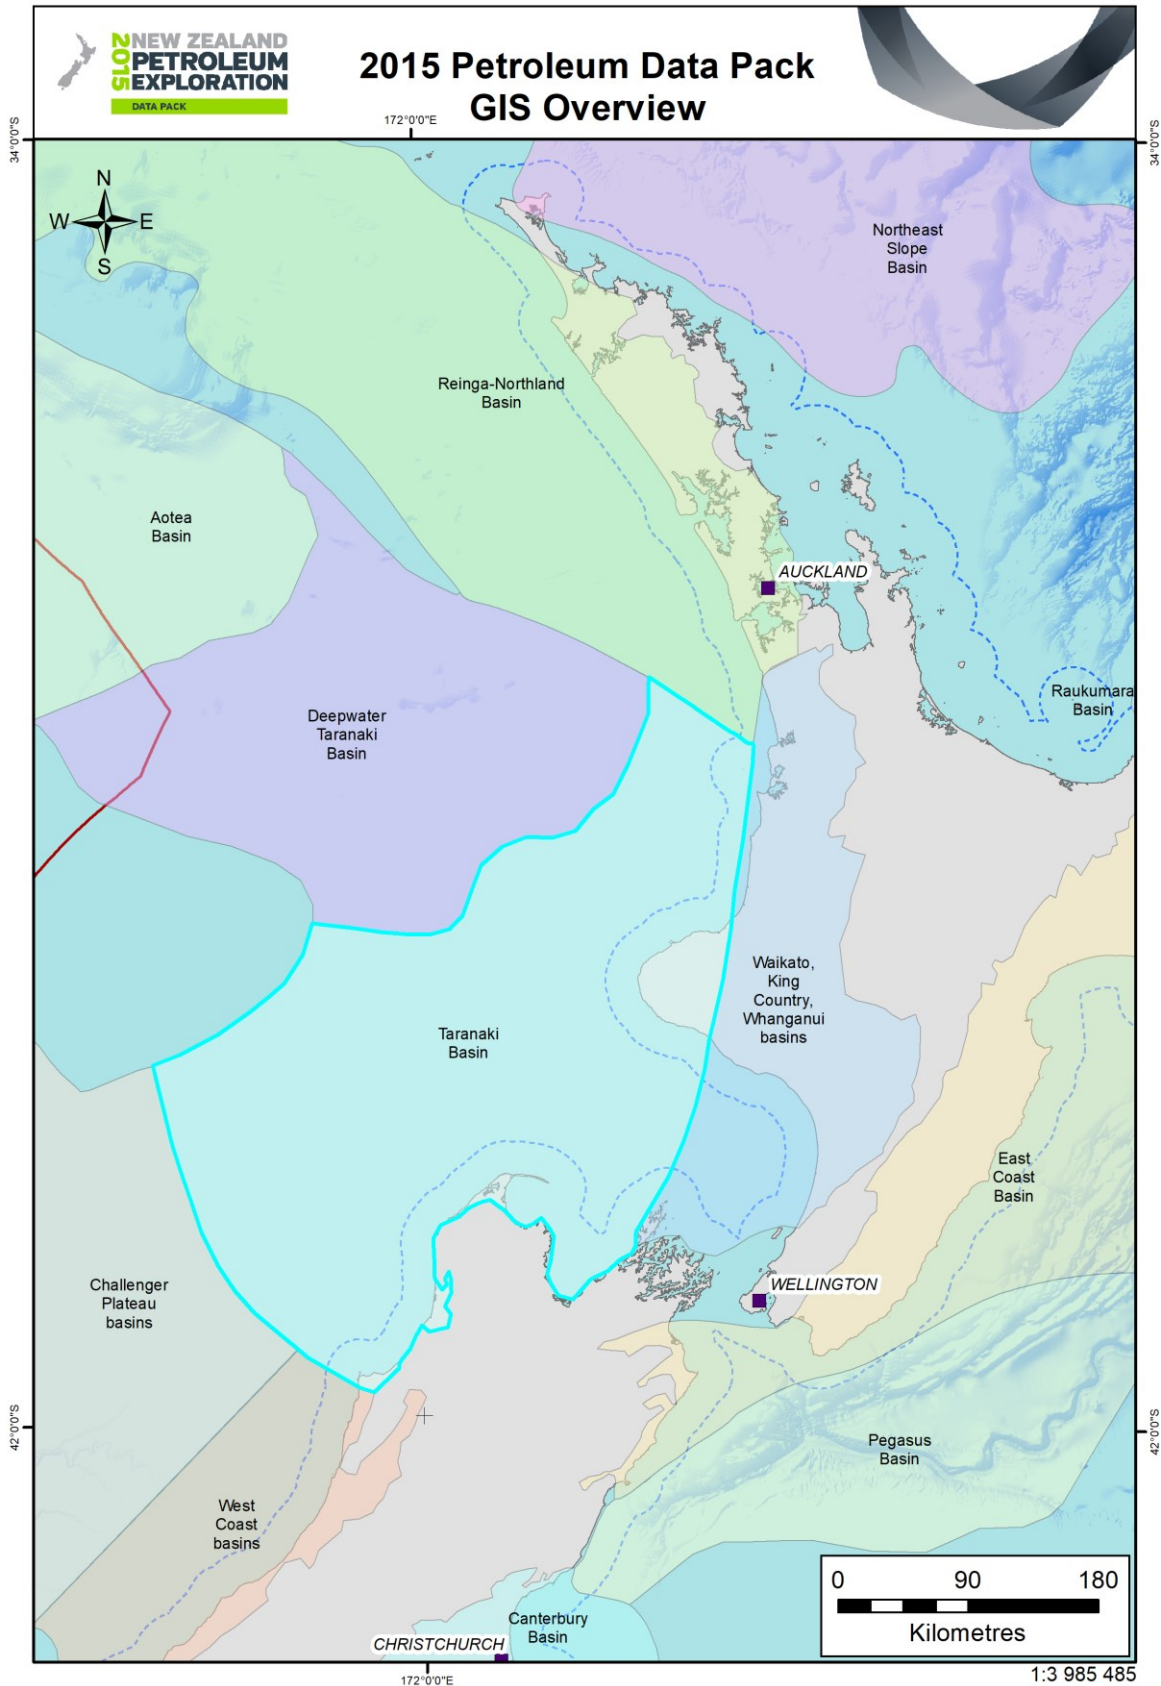 2015
NEW ZEALAND
PETROLEUM
EXPLORATION
DATA PACK
2015 Petroleum Data Pack
GIS Overview
172°0'0"E
34°0'0"S
34°0'0"S
N
W
E
S
Northeast
Slope
Basin
Reinga-Northland
Basin
Aotea
Basin
AUCKLAND
Raukumara
Basin
Deepwater
Taranaki
Basin
Waikato,
King
Country,
Whanganui
basins
Taranaki
Basin
East
Coast
Basin
Challenger
Plateau
basins
WELLINGTON
42°0'0"S
42°0'0"S
Pegasus
Basin
West
Coast
basins
Canterbury
Basin
CHRISTCHURCH
0 90 180
Kilometres
172°0'0"E
1:3 985 485